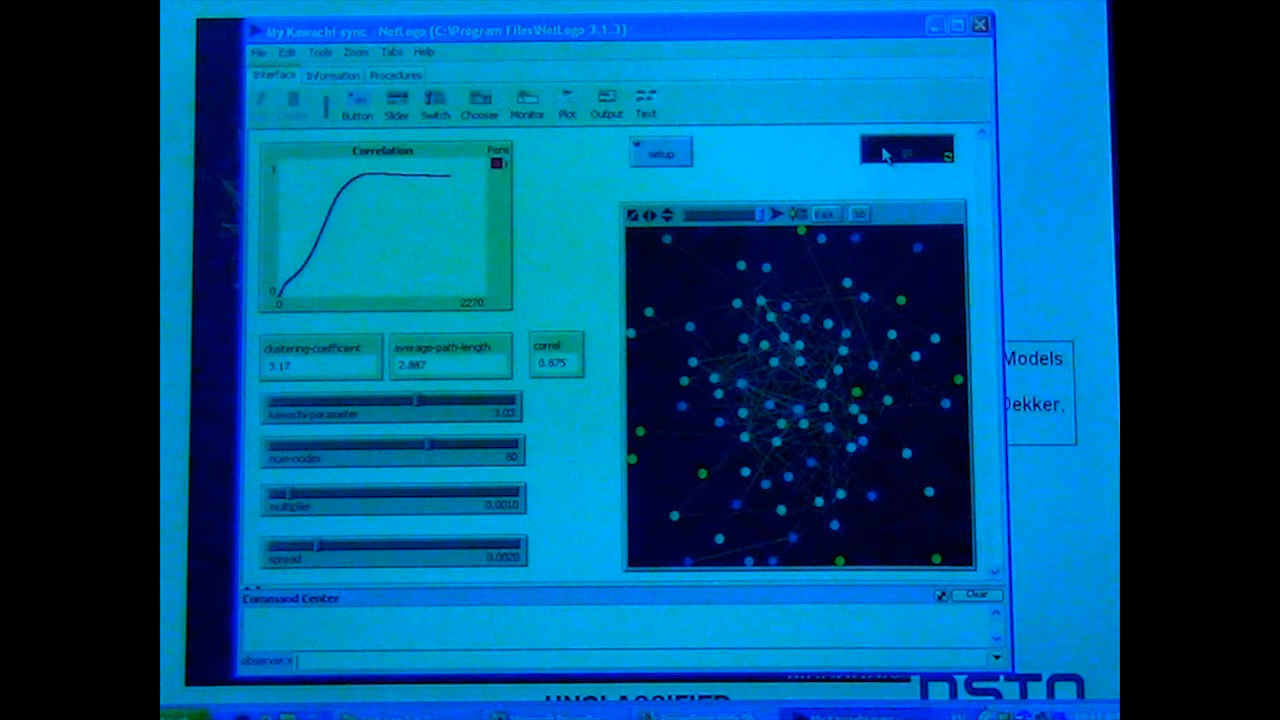 My Kawachi sync - NetLogo {C:\Program Files\NetLogo 3.1.3}
File Edit Tools Zoom Tabs Help
Interface Information Procedures
Button Slider Switch Chooser Monitor Plot Output Text
Correlation
Pens
1
0
0 2270
setup
3D
clustering-coefficient
3.17
average-path-length
2.887
correl
0.875
kawachi-parameter 3.03
num-nodes 80
multiplier 0.0010
spread 0.0020
Models
Dekker,
Command Center
Clear
observer>
UNCLASSIFIED
DSTO